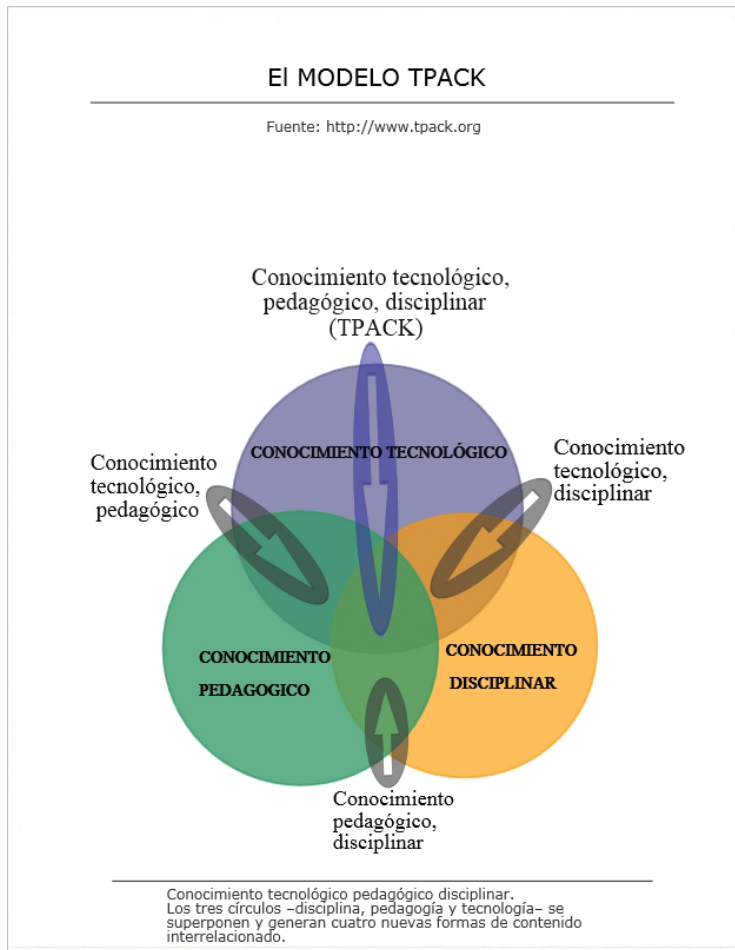 El MODELO TPACK
Fuente: http://www.tpack.org
Conocimiento tecnológico,
pedagógico, disciplinar
(TPACK)
CONOCIMIENTO TECNOLÓGICO
Conocimiento
tecnológico,
pedagógico
Conocimiento
tecnológico,
disciplinar
CONOCIMIENTO
PEDAGOGICO
CONOCIMIENTO
DISCIPLINAR
Conocimiento
pedagógico,
disciplinar
Conocimiento tecnológico pedagógico disciplinar.
Los tres círculos –disciplina, pedagogía y tecnología– se
superponen y generan cuatro nuevas formas de contenido
interrelacionado.